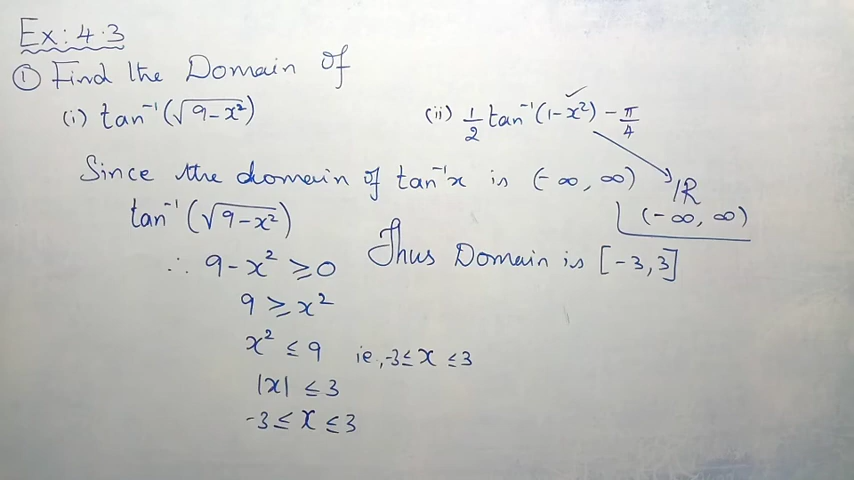 Ex: 4.3
① Find the Domain of
(i) tan⁻¹(√(9-x²))
(ii) 1/2 tan⁻¹(1-x²) - π/4
Since the domain of tan⁻¹x is (-∞, ∞)
IR
(-∞, ∞)
tan⁻¹(√(9-x²))
∴ 9-x² ≥ 0
Thus Domain is [-3,3]
9 ≥ x²
x² ≤ 9 ie., -3 ≤ x ≤ 3
|x| ≤ 3
-3 ≤ x ≤ 3